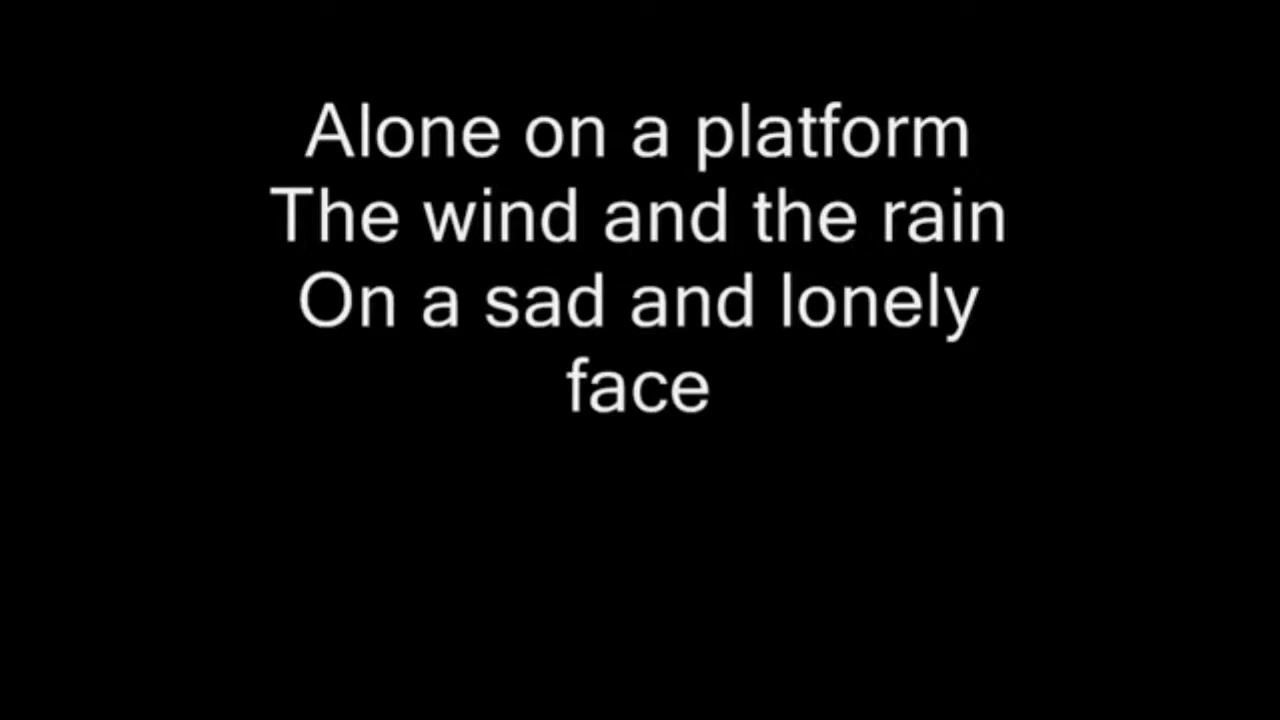 Alone on a platform
The wind and the rain
On a sad and lonely
face